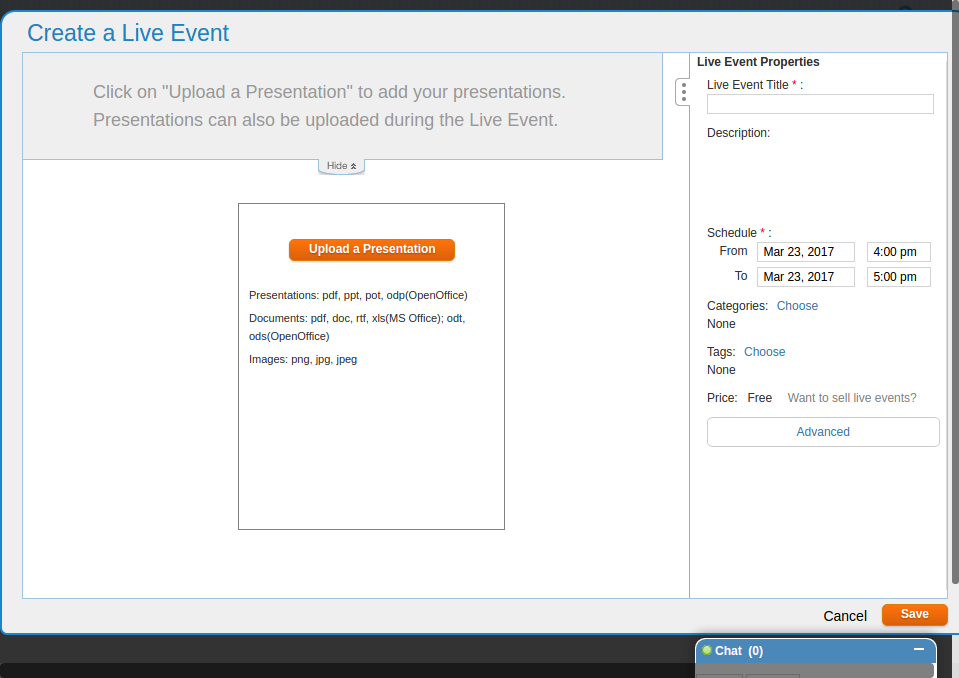 Create a Live Event
Click on "Upload a Presentation" to add your presentations.
Presentations can also be uploaded during the Live Event.
Hide
Upload a Presentation
Presentations: pdf, ppt, pot, odp(OpenOffice)
Documents: pdf, doc, rtf, xls(MS Office); odt,
ods(OpenOffice)
Images: png, jpg, jpeg
Live Event Properties
Live Event Title * :
Description:
Schedule * :
From Mar 23, 2017 4:00 pm
To Mar 23, 2017 5:00 pm
Categories: Choose
None
Tags: Choose
None
Price: Free Want to sell live events?
Advanced
Cancel Save
Chat (0)